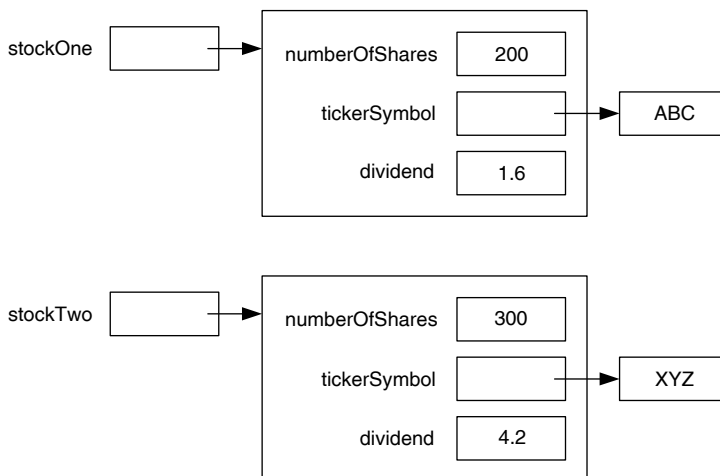 stockOne
numberOfShares 200
tickerSymbol ABC
dividend 1.6
stockTwo
numberOfShares 300
tickerSymbol XYZ
dividend 4.2